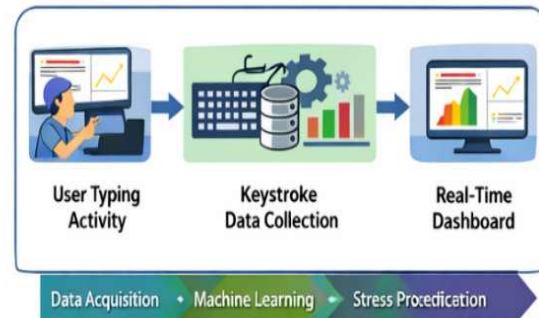 User Typing
Activity
Keystroke
Data Collection
Real-Time
Dashboard
Data Acquisition • Machine Learning • Stress Procedication